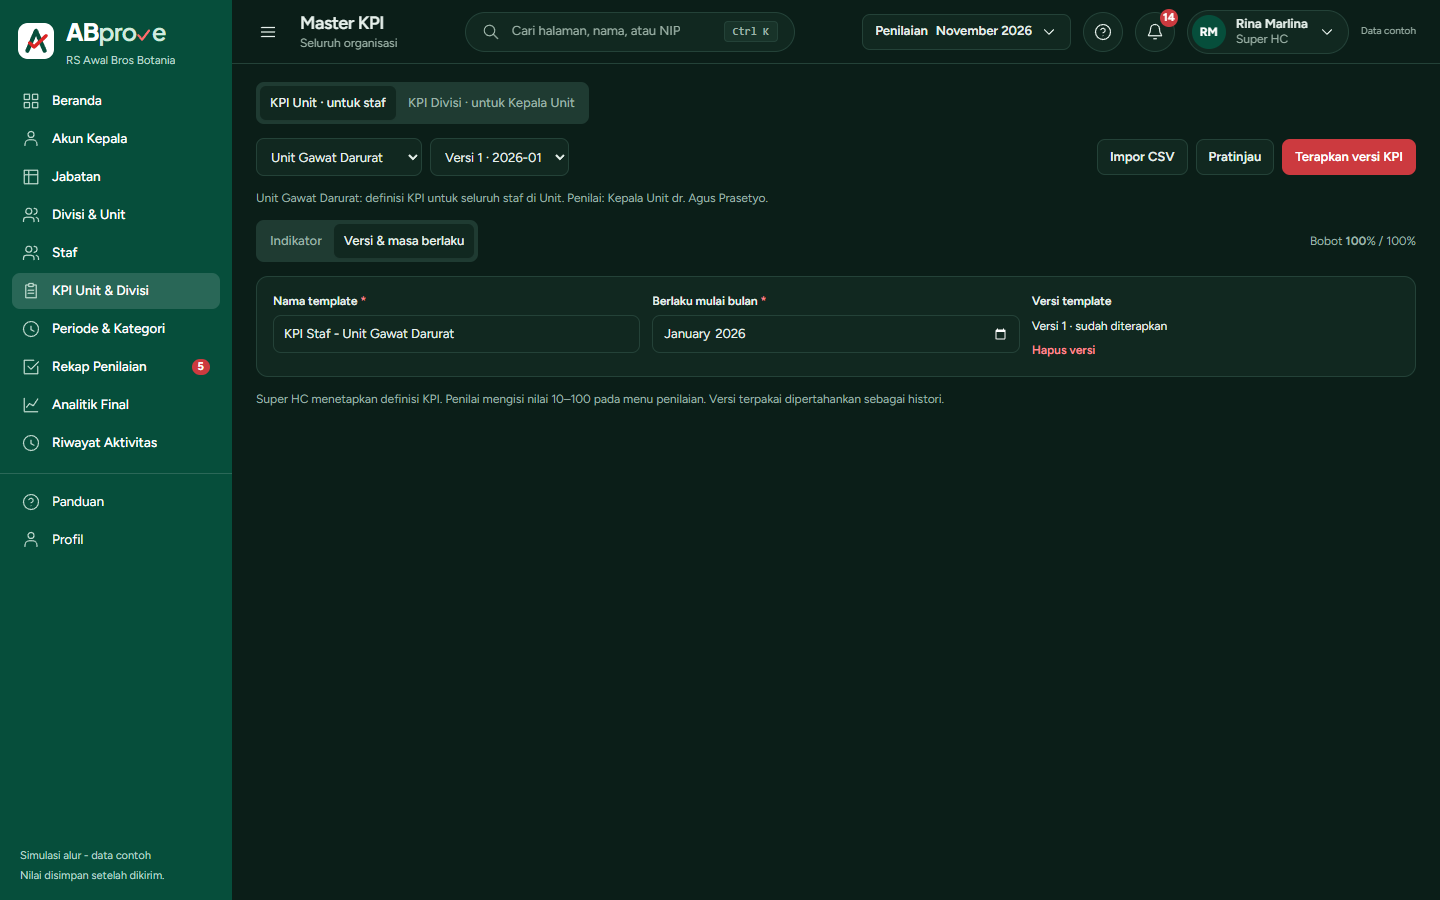 ABprove
RS Awal Bros Botania
Beranda
Akun Kepala
Jabatan
Divisi & Unit
Staf
KPI Unit & Divisi
Periode & Kategori
Rekap Penilaian 5
Analitik Final
Riwayat Aktivitas
Panduan
Profil
Simulasi alur - data contoh
Nilai disimpan setelah dikirim.
Master KPI
Seluruh organisasi
Cari halaman, nama, atau NIP Ctrl K
Penilaian November 2026
14
RM
Rina Marlina
Super HC
Data contoh
KPI Unit · untuk staf KPI Divisi · untuk Kepala Unit
Unit Gawat Darurat Versi 1 · 2026-01
Impor CSV Pratinjau Terapkan versi KPI
Unit Gawat Darurat: definisi KPI untuk seluruh staf di Unit. Penilai: Kepala Unit dr. Agus Prasetyo.
Indikator Versi & masa berlaku
Bobot 100% / 100%
Nama template *
KPI Staf - Unit Gawat Darurat
Berlaku mulai bulan *
January 2026
Versi template
Versi 1 · sudah diterapkan
Hapus versi
Super HC menetapkan definisi KPI. Penilai mengisi nilai 10–100 pada menu penilaian. Versi terpakai dipertahankan sebagai histori.